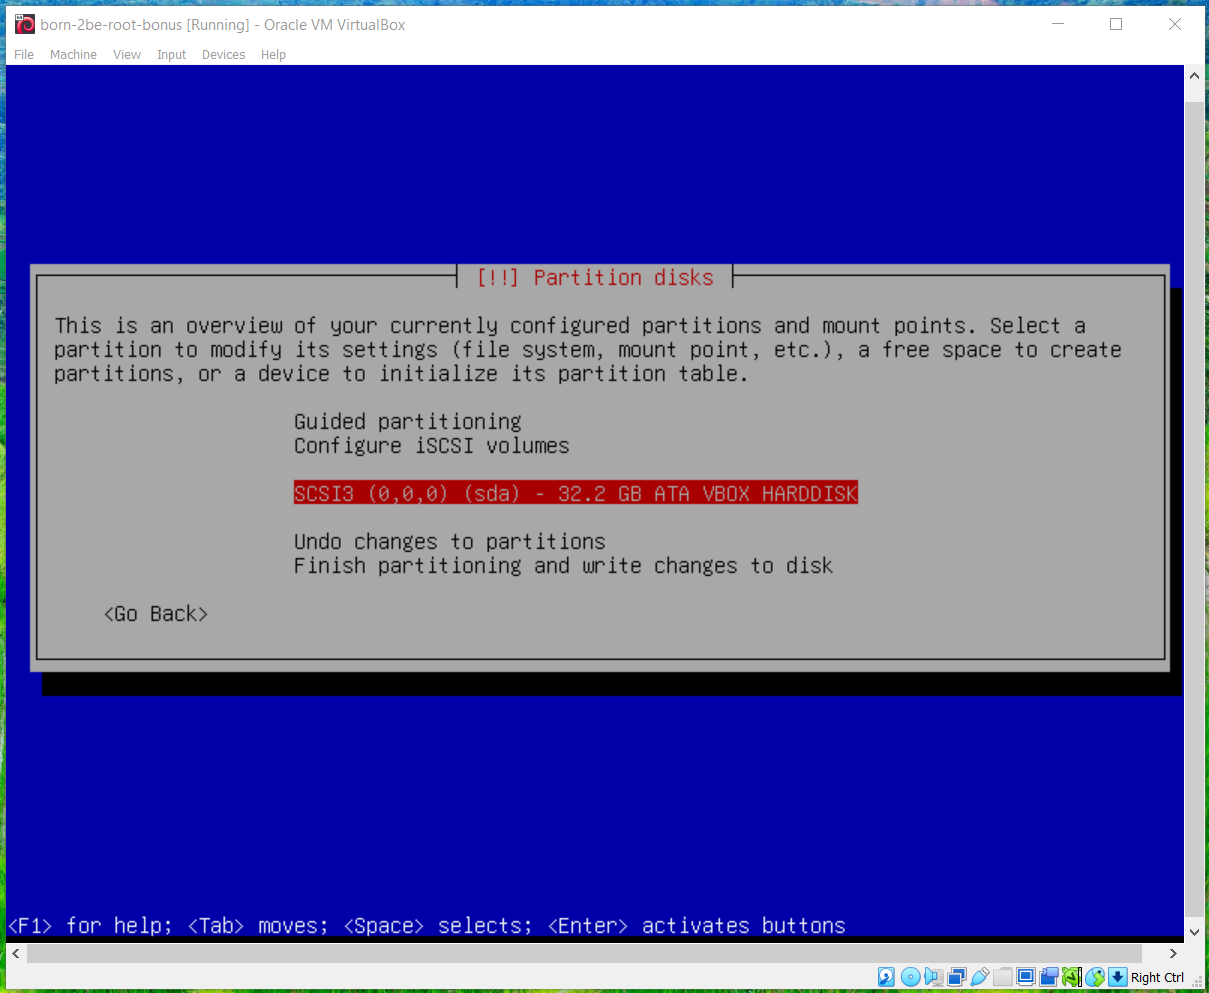 born-2be-root-bonus [Running] - Oracle VM VirtualBox
File Machine View Input Devices Help
[!!] Partition disks
This is an overview of your currently configured partitions and mount points. Select a
partition to modify its settings (file system, mount point, etc.), a free space to create
partitions, or a device to initialize its partition table.
Guided partitioning
Configure iSCSI volumes
SCSI3 (0,0,0) (sda) - 32.2 GB ATA VBOX HARDDISK
Undo changes to partitions
Finish partitioning and write changes to disk
<Go Back>
<F1> for help; <Tab> moves; <Space> selects; <Enter> activates buttons
Right Ctrl